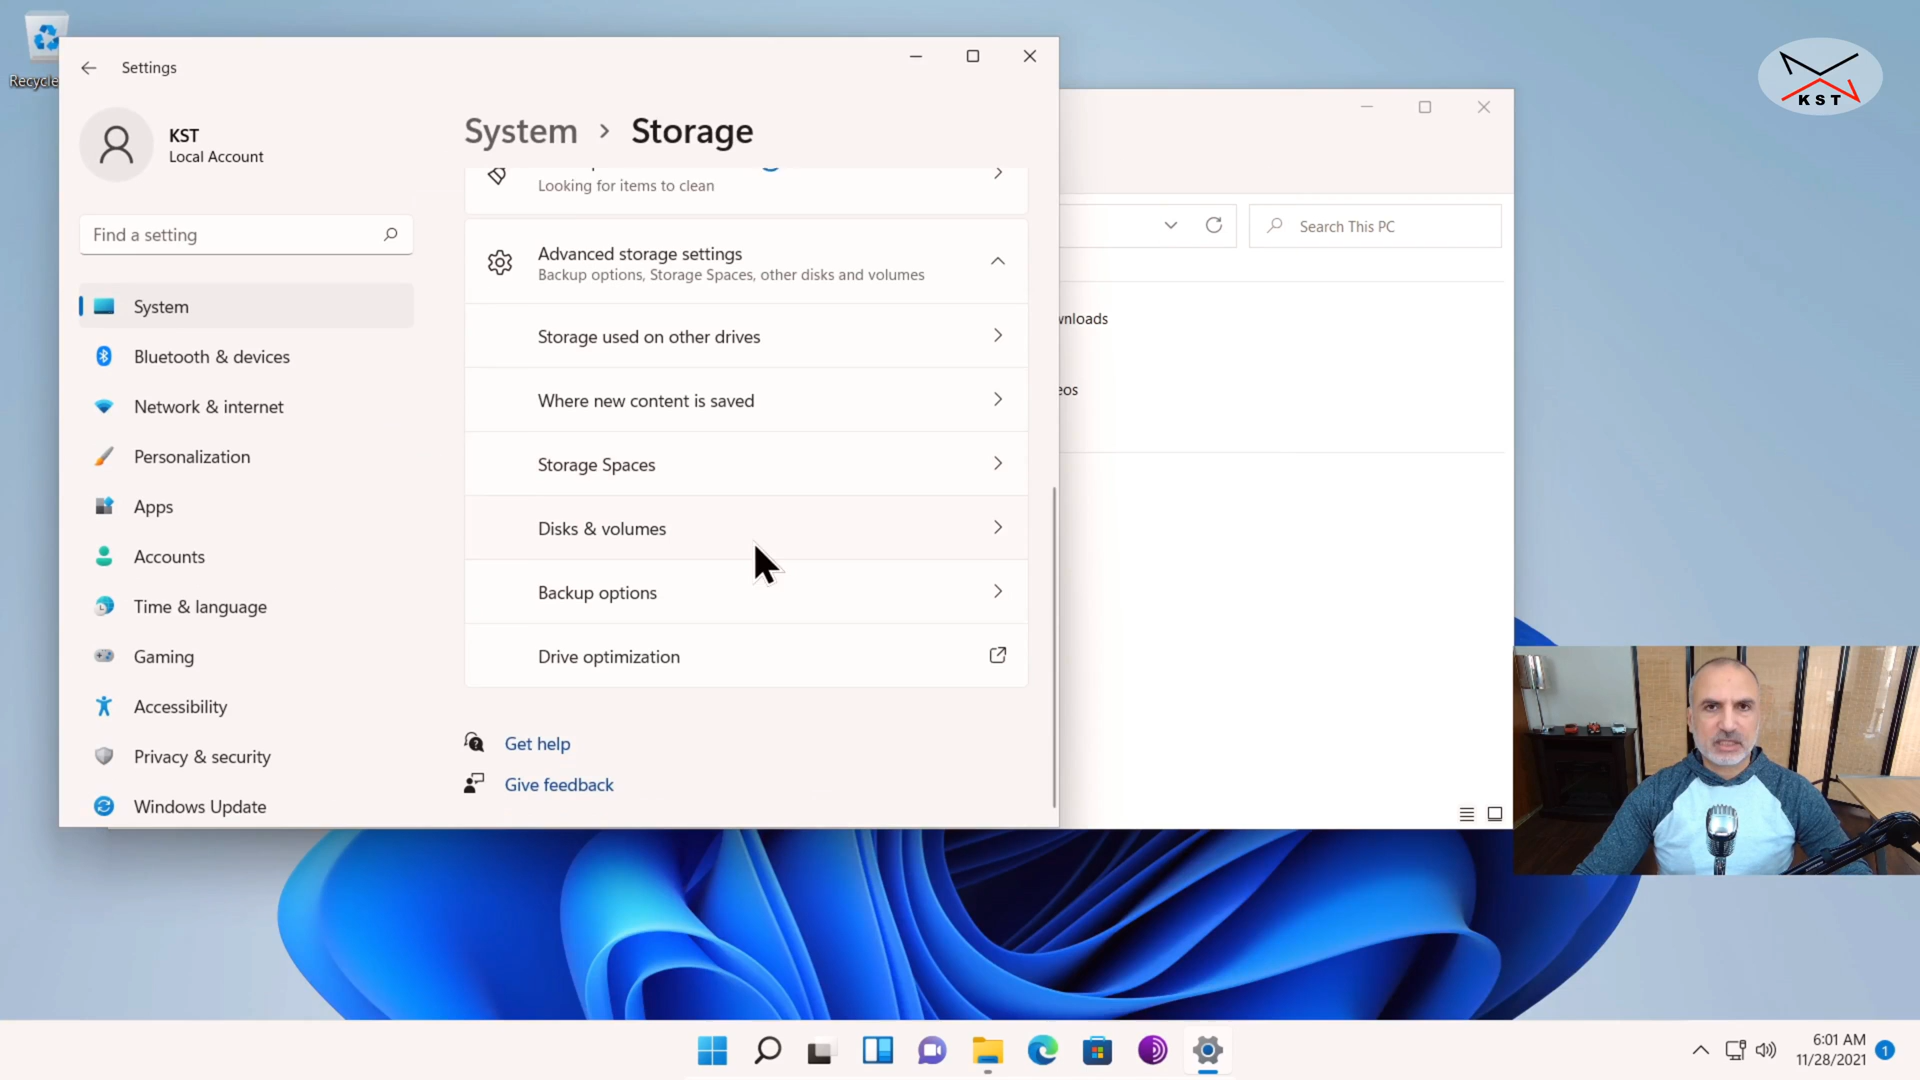 Recycle
Settings
KST
Local Account
Find a setting
System
Bluetooth & devices
Network & internet
Personalization
Apps
Accounts
Time & language
Gaming
Accessibility
Privacy & security
Windows Update
System > Storage
Looking for items to clean
Advanced storage settings
Backup options, Storage Spaces, other disks and volumes
Storage used on other drives
Where new content is saved
Storage Spaces
Disks & volumes
Backup options
Drive optimization
Get help
Give feedback
Search This PC
wnloads
eos
KST
6:01 AM
11/28/2021
1